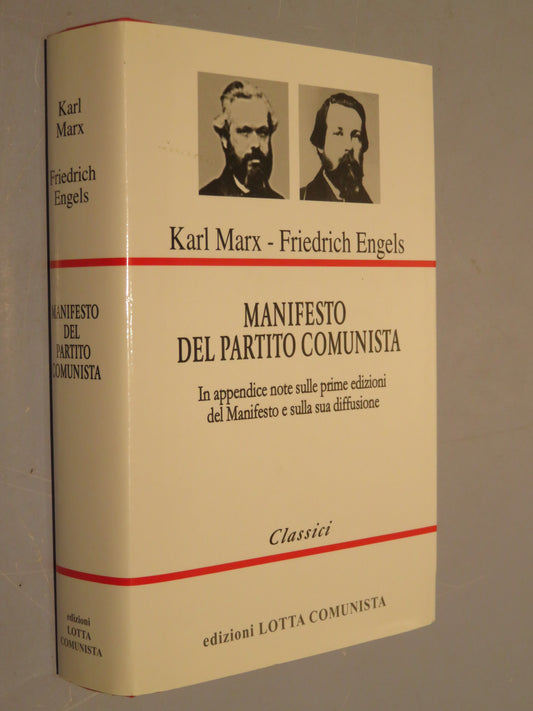 Karl
Marx
Friedrich
Engels
MANIFESTO
DEL
PARTITO
COMUNISTA
edizioni
LOTTA
COMUNISTA
Karl Marx - Friedrich Engels
MANIFESTO
DEL PARTITO COMUNISTA
In appendice note sulle prime edizioni
del Manifesto e sulla sua diffusione
Classici
edizioni LOTTA COMUNISTA